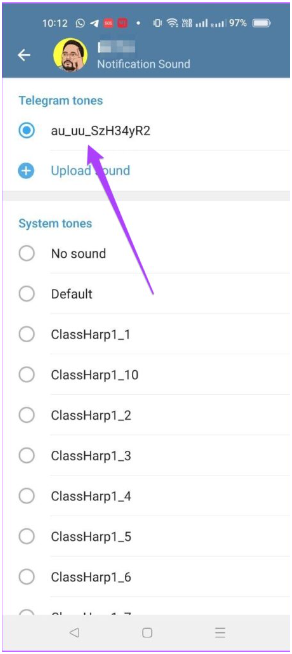 10:12 97%
Notification Sound
Telegram tones
au_uu_SzH34yR2
Upload sound
System tones
No sound
Default
ClassHarp1_1
ClassHarp1_10
ClassHarp1_2
ClassHarp1_3
ClassHarp1_4
ClassHarp1_5
ClassHarp1_6